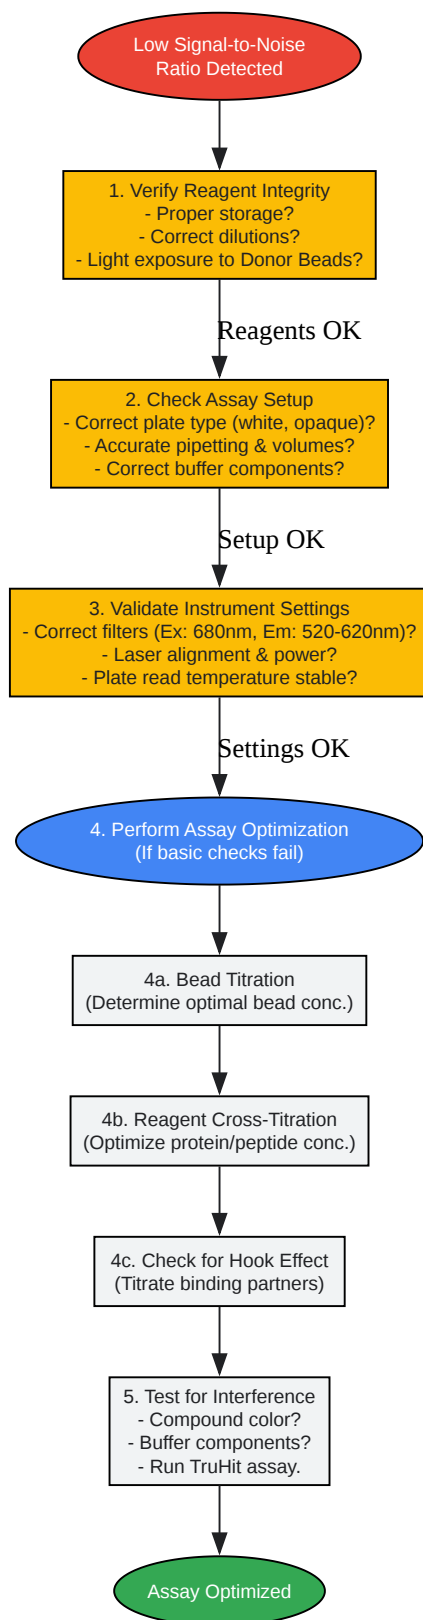 Low Signal-to-Noise
Ratio Detected
1. Verify Reagent Integrity
- Proper storage?
- Correct dilutions?
- Light exposure to Donor Beads?
Reagents OK
2. Check Assay Setup
- Correct plate type (white, opaque)?
- Accurate pipetting & volumes?
- Correct buffer components?
Setup OK
3. Validate Instrument Settings
- Correct filters (Ex: 680nm, Em: 520-620nm)?
- Laser alignment & power?
- Plate read temperature stable?
Settings OK
4. Perform Assay Optimization
(If basic checks fail)
4a. Bead Titration
(Determine optimal bead conc.)
4b. Reagent Cross-Titration
(Optimize protein/peptide conc.)
4c. Check for Hook Effect
(Titrate binding partners)
5. Test for Interference
- Compound color?
- Buffer components?
- Run TruHit assay.
Assay Optimized